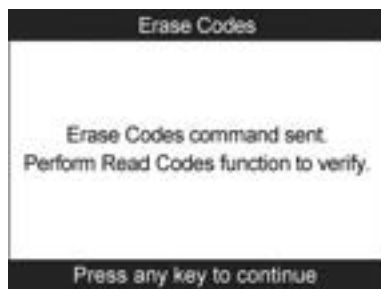 Erase Codes
Erase Codes command sent.
Perform Read Codes function to verify.
Press any key to continue